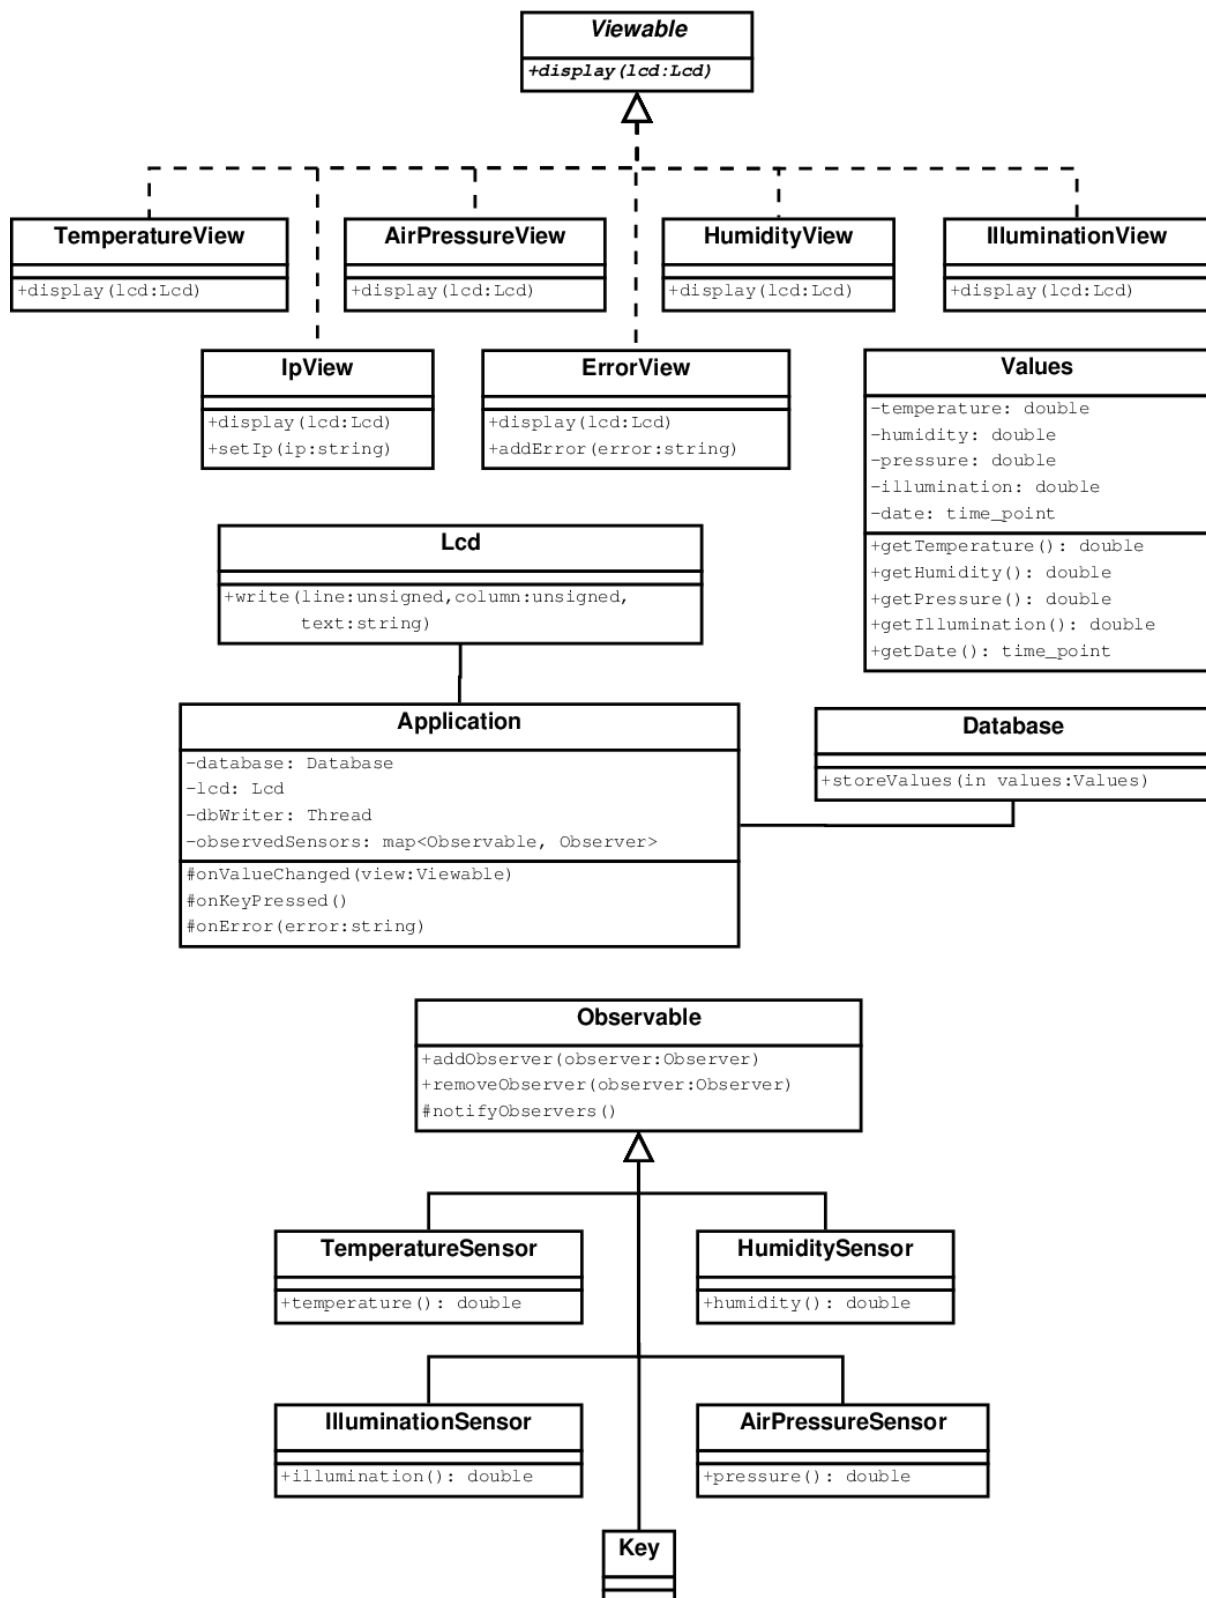 Viewable
+display(lcd:Lcd)
TemperatureView
+display(lcd:Lcd)
AirPressureView
+display(lcd:Lcd)
HumidityView
+display(lcd:Lcd)
IlluminationView
+display(lcd:Lcd)
IpView
+display(lcd:Lcd)
+setIp(ip:string)
ErrorView
+display(lcd:Lcd)
+addError(error:string)
Values
-temperature: double
-humidity: double
-pressure: double
-illumination: double
-date: time_point
+getTemperature(): double
+getHumidity(): double
+getPressure(): double
+getIllumination(): double
+getDate(): time_point
Lcd
+write(line:unsigned,column:unsigned,
text:string)
Application
-database: Database
-lcd: Lcd
-dbWriter: Thread
-observedSensors: map<Observable, Observer>
#onValueChanged(view:Viewable)
#onKeyPressed()
#onError(error:string)
Database
+storeValues(in values:Values)
Observable
+addObserver(observer:Observer)
+removeObserver(observer:Observer)
#notifyObservers()
TemperatureSensor
+temperature(): double
HumiditySensor
+humidity(): double
IlluminationSensor
+illumination(): double
AirPressureSensor
+pressure(): double
Key